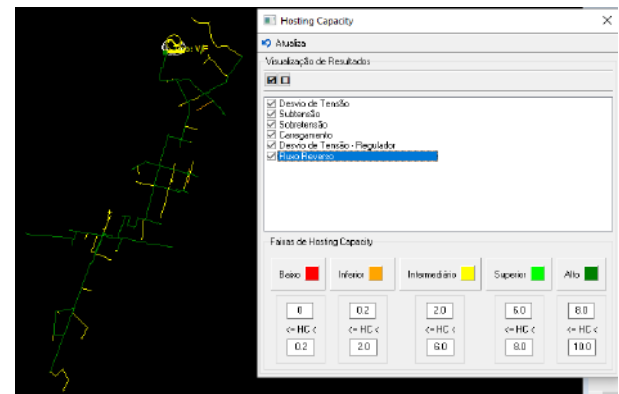 Hosting Capacity
Atualiza
Visualização de Resultados
Desvio de Tensão
Subtensão
Sobretensão
Carregamento
Desvio de Tensão - Regulador
Fluxo Reverso
Faixas de Hosting Capacity
Baixo Inferior Intermediário Superior Alto
0 0.2 2.0 6.0 8.0
<= HC < <= HC < <= HC < <= HC < <= HC <
0.2 2.0 6.0 8.0 10.0